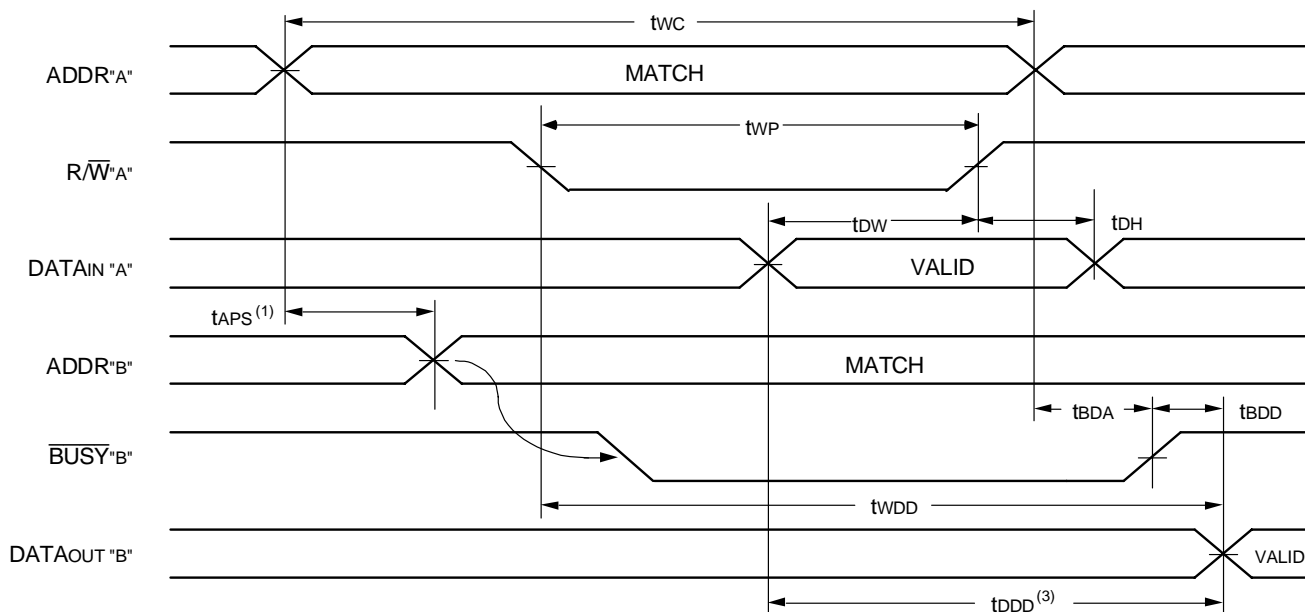 tWC
ADDR"A" MATCH
tWP
R/W̅"A"
tDW tDH
DATAIN "A" VALID
tAPS(1)
ADDR"B" MATCH
tBDA tBDD
B̅U̅S̅Y̅"B"
tWDD
DATAOUT "B" VALID
tDDD(3)